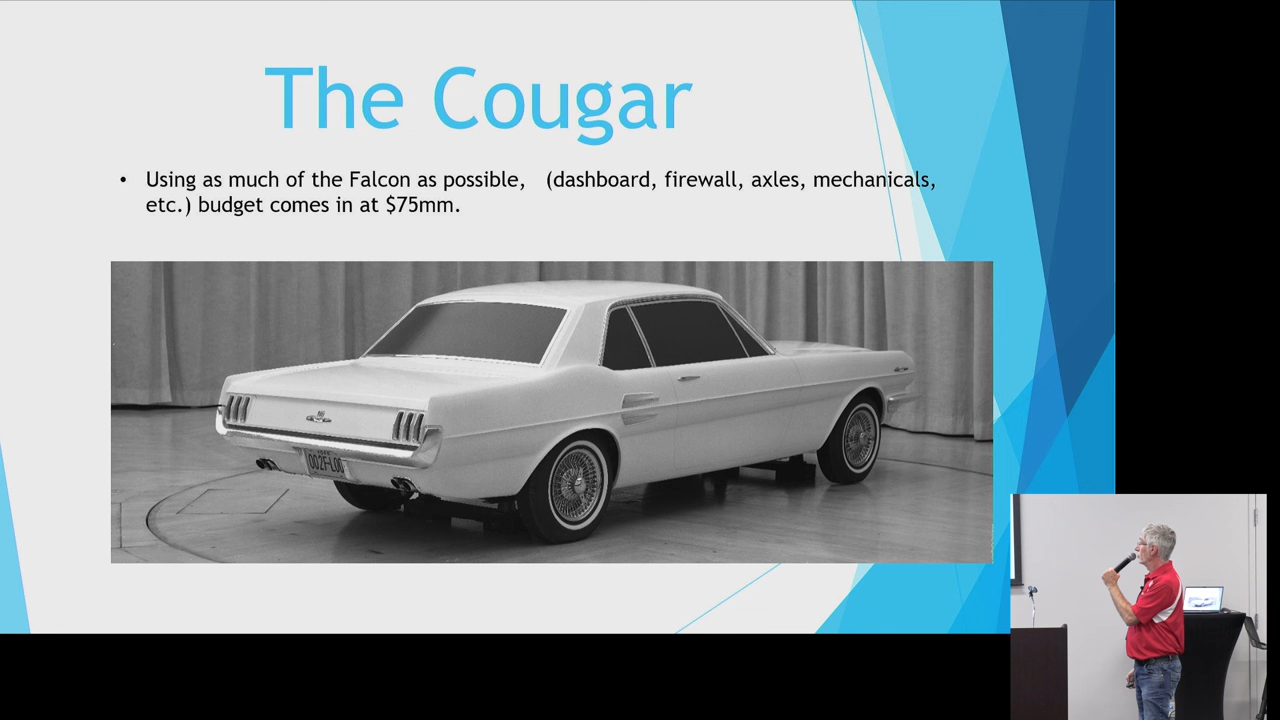 The Cougar
• Using as much of the Falcon as possible, (dashboard, firewall, axles, mechanicals,
etc.) budget comes in at $75mm.